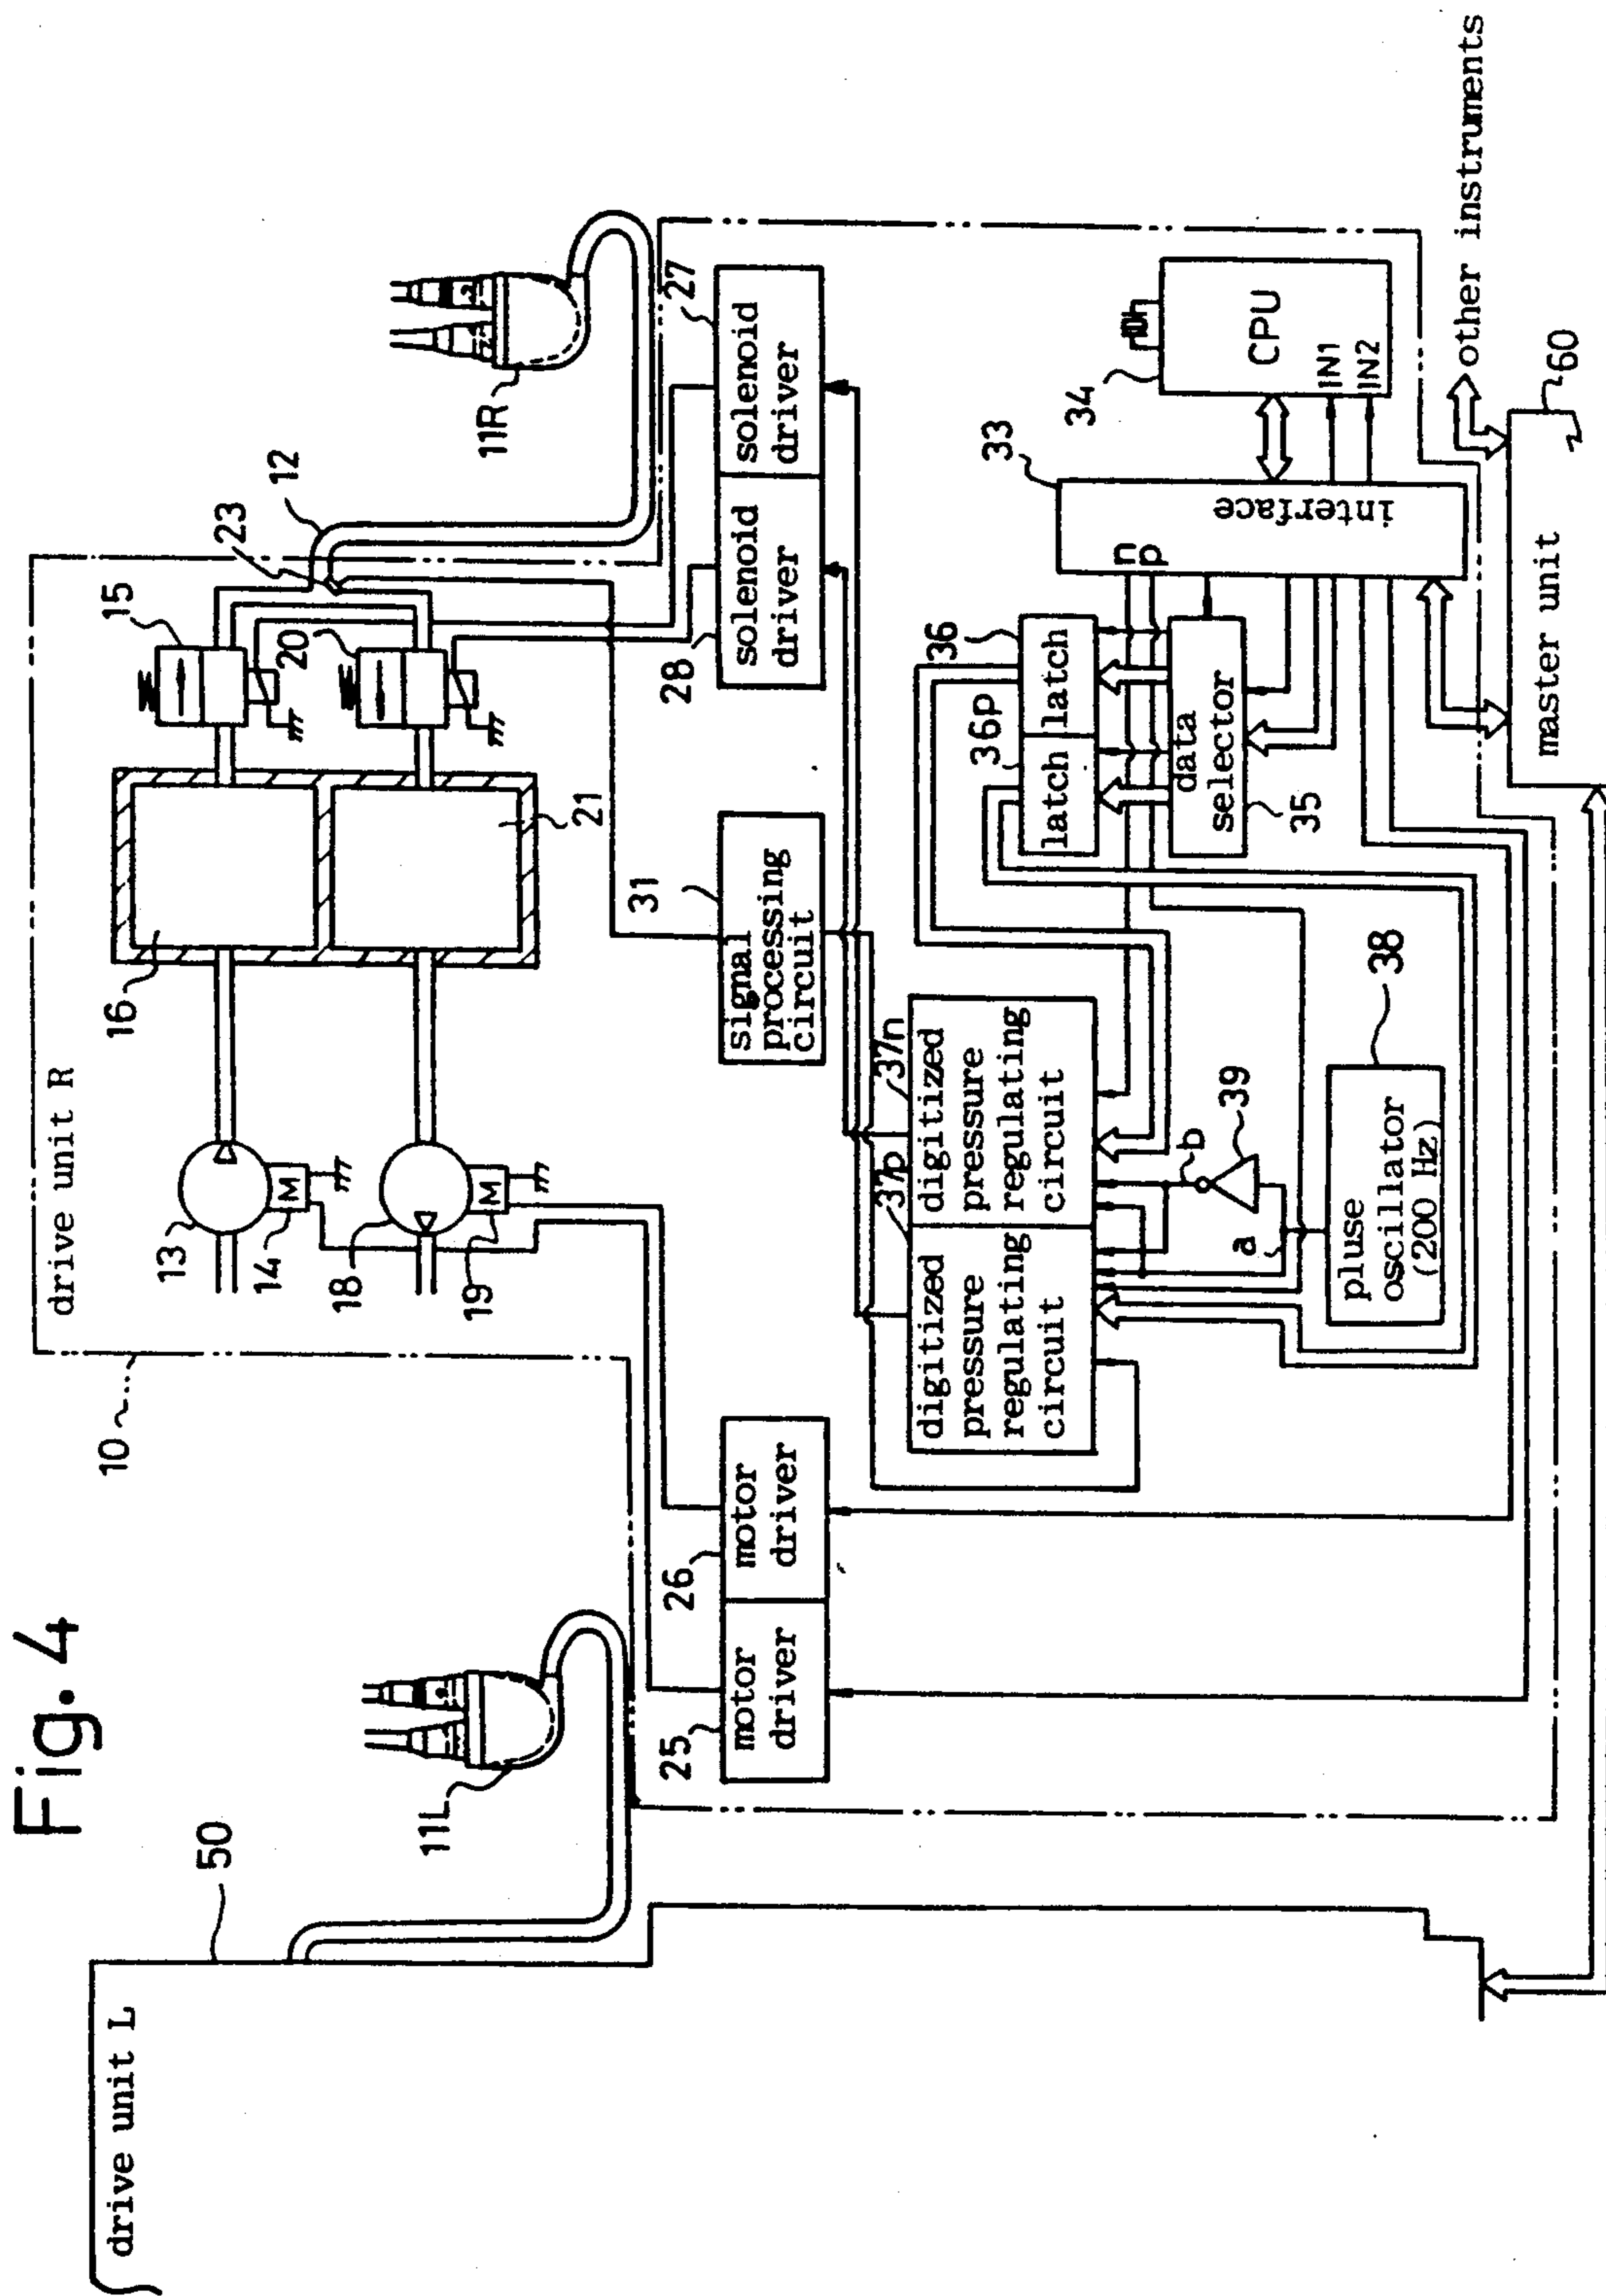 Fig. 4
drive unit L
50
11L
10
drive unit R
13
14
M
18
19
M
16
21
15
20
23
12
11R
25
motor
driver
26
motor
driver
31
signal
processing
circuit
28
solenoid
driver
27
solenoid
driver
37p
digitized
pressure
regulating
circuit
37n
digitized
pressure
regulating
circuit
36p
latch
36
latch
data
selector
35
n
p
33
interface
34
CPU
IN1
IN2
a
b
39
38
pluse
oscillator
(200 Hz)
other instruments
master unit
60